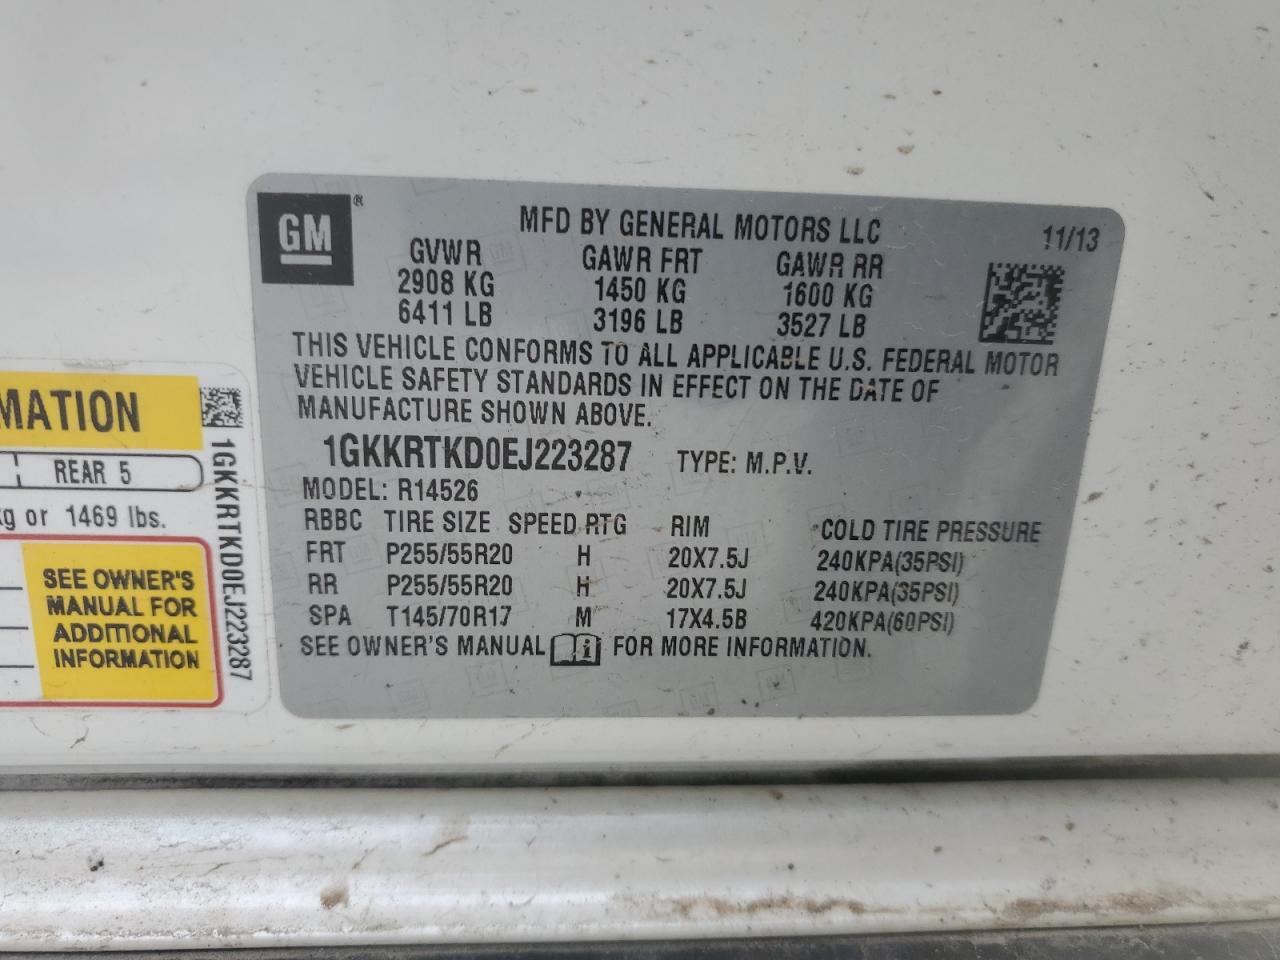 GM ®
MFD BY GENERAL MOTORS LLC 11/13
GVWR GAWR FRT GAWR RR
2908 KG 1450 KG 1600 KG
6411 LB 3196 LB 3527 LB
THIS VEHICLE CONFORMS TO ALL APPLICABLE U.S. FEDERAL MOTOR
VEHICLE SAFETY STANDARDS IN EFFECT ON THE DATE OF
MANUFACTURE SHOWN ABOVE.
1GKKRTKD0EJ223287 TYPE: M.P.V.
MODEL: R14526
RBBC TIRE SIZE SPEED RTG RIM COLD TIRE PRESSURE
FRT P255/55R20 H 20X7.5J 240KPA(35PSI)
RR P255/55R20 H 20X7.5J 240KPA(35PSI)
SPA T145/70R17 M 17X4.5B 420KPA(60PSI)
SEE OWNER'S MANUAL i FOR MORE INFORMATION.
MATION
REAR 5
kg or 1469 lbs.
SEE OWNER'S
MANUAL FOR
ADDITIONAL
INFORMATION
1GKKRTKD0EJ223287